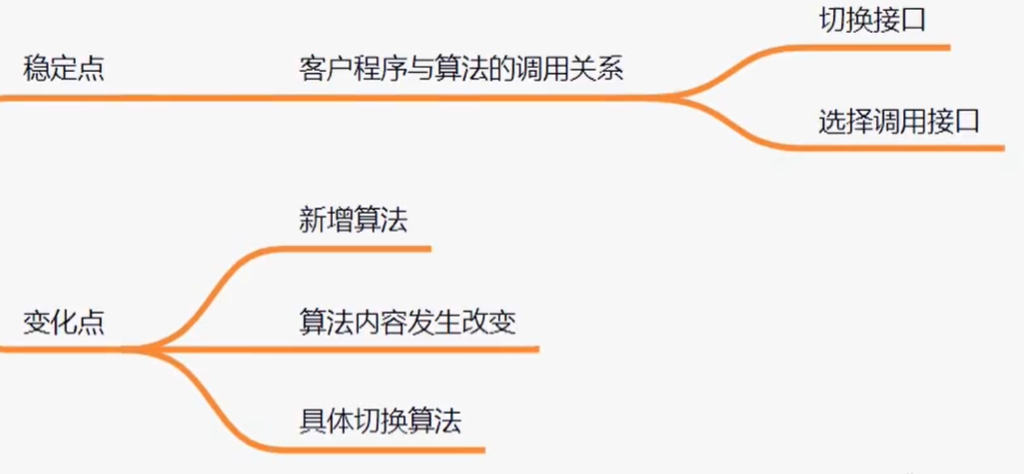 切换接口
稳定点
客户程序与算法的调用关系
选择调用接口
新增算法
变化点
算法内容发生改变
具体切换算法